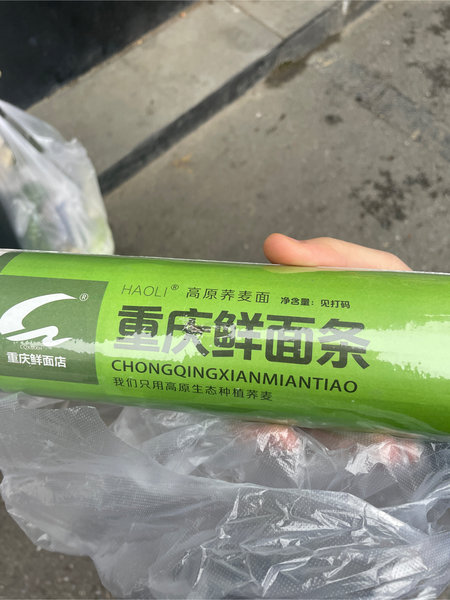 HAOLI® 高原荞麦面 净含量：见打码
重庆鲜面条
CHONGQINGXIANMIANTIAO
我们只用高原生态种植荞麦
®
重庆鲜面店